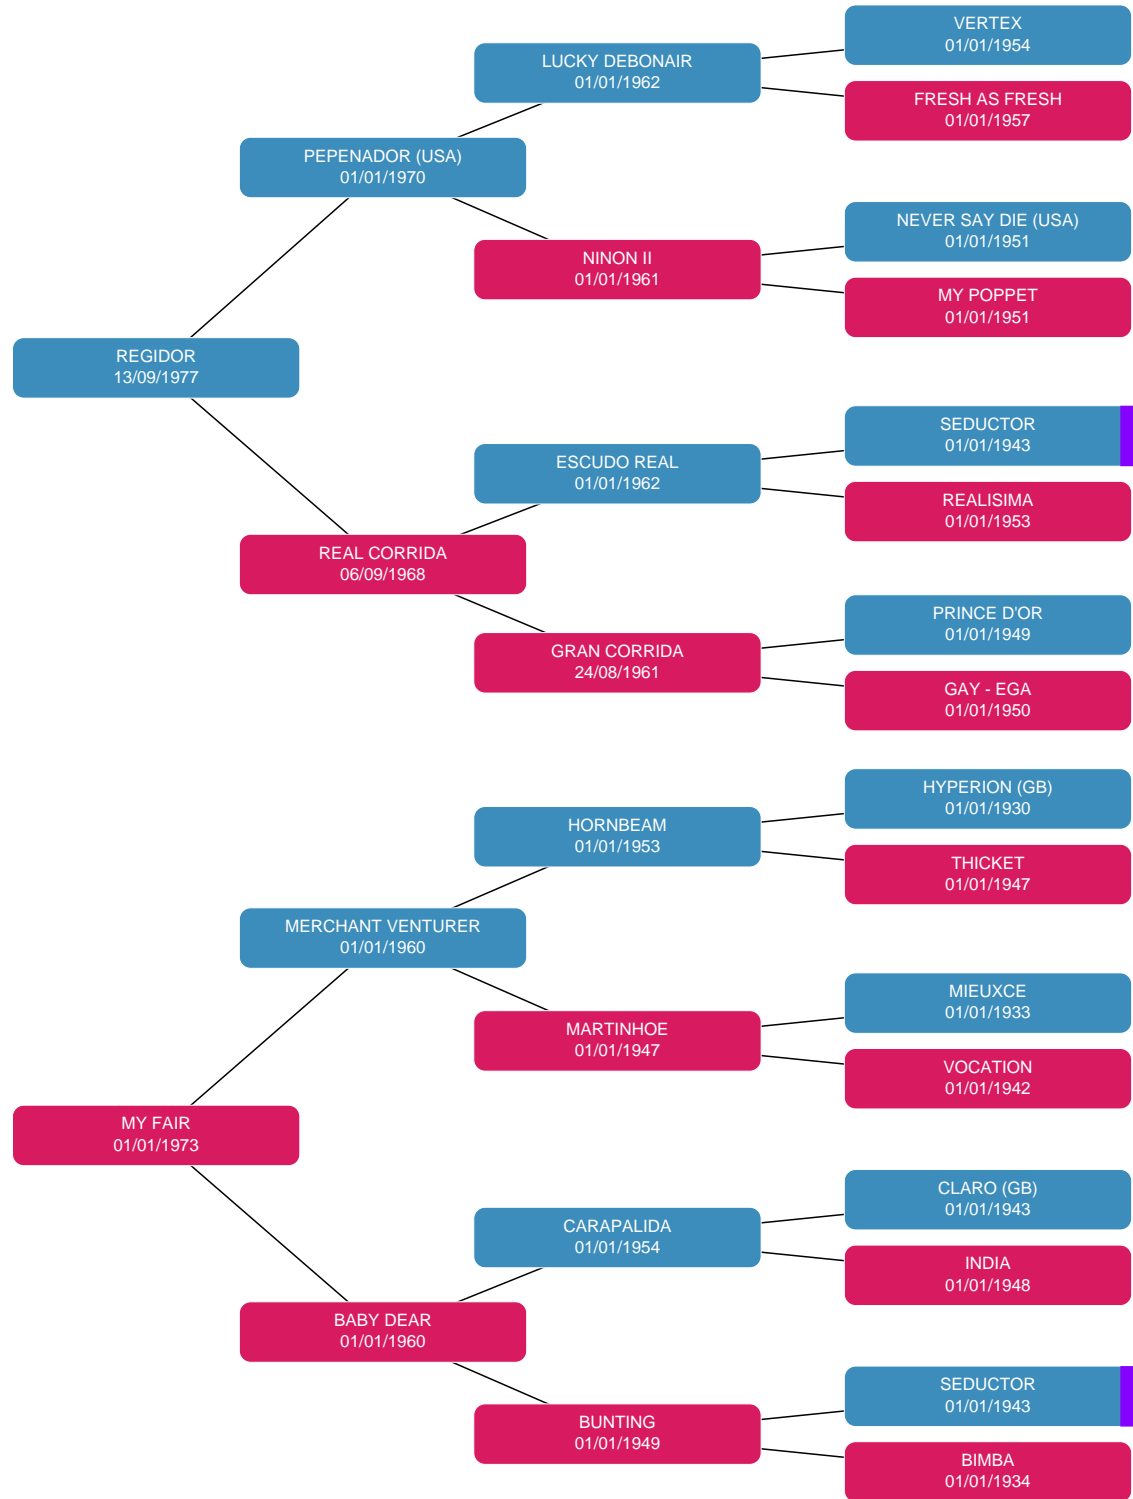 VERTEX
01/01/1954
LUCKY DEBONAIR
01/01/1962
FRESH AS FRESH
01/01/1957
PEPENADOR (USA)
01/01/1970
NEVER SAY DIE (USA)
01/01/1951
NINON II
01/01/1961
MY POPPET
01/01/1951
REGIDOR
13/09/1977
SEDUCTOR
01/01/1943
ESCUDO REAL
01/01/1962
REALISIMA
01/01/1953
REAL CORRIDA
06/09/1968
PRINCE D'OR
01/01/1949
GRAN CORRIDA
24/08/1961
GAY - EGA
01/01/1950
HYPERION (GB)
01/01/1930
HORNBEAM
01/01/1953
THICKET
01/01/1947
MERCHANT VENTURER
01/01/1960
MIEUXCE
01/01/1933
MARTINHOE
01/01/1947
VOCATION
01/01/1942
MY FAIR
01/01/1973
CLARO (GB)
01/01/1943
CARAPALIDA
01/01/1954
INDIA
01/01/1948
BABY DEAR
01/01/1960
SEDUCTOR
01/01/1943
BUNTING
01/01/1949
BIMBA
01/01/1934